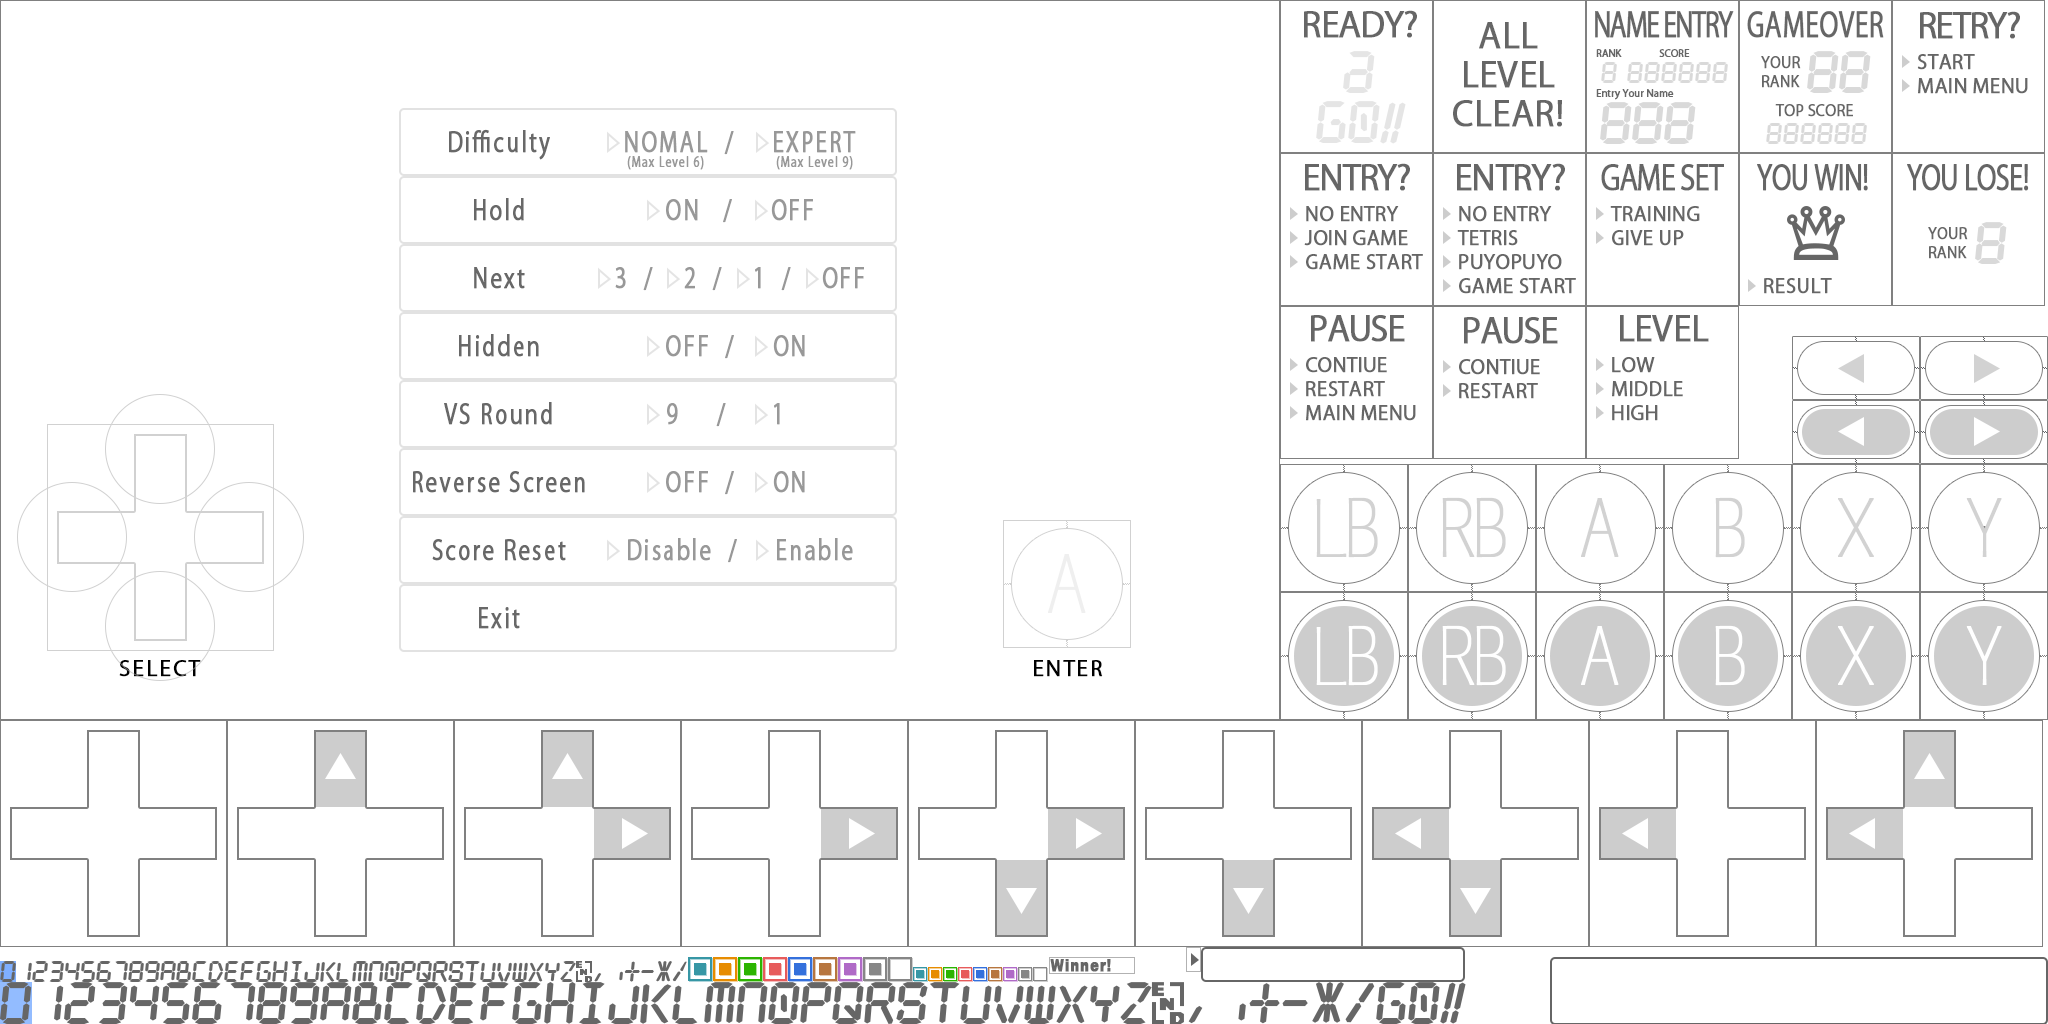 Difficulty NOMAL / EXPERT
(Max Level 6) (Max Level 9)
Hold ON / OFF
Next 3 / 2 / 1 / OFF
Hidden OFF / ON
VS Round 9 / 1
Reverse Screen OFF / ON
Score Reset Disable / Enable
Exit
SELECT
A
ENTER
READY?
2
GO!!
ALL
LEVEL
CLEAR!
NAME ENTRY
RANK SCORE
8 888888
Entry Your Name
888
GAMEOVER
YOUR
RANK 88
TOP SCORE
888888
RETRY?
START
MAIN MENU
ENTRY?
NO ENTRY
JOIN GAME
GAME START
ENTRY?
NO ENTRY
TETRIS
PUYOPUYO
GAME START
GAME SET
TRAINING
GIVE UP
YOU WIN!
RESULT
YOU LOSE!
YOUR
RANK 8
PAUSE
CONTIUE
RESTART
MAIN MENU
PAUSE
CONTIUE
RESTART
LEVEL
LOW
MIDDLE
HIGH
LB RB A B X Y
LB RB A B X Y
0123456789ABCDEFGHIJKLMNOPQRSTUVWXYZ END , .+-*/
Winner!
0123456789ABCDEFGHIJKLMNOPQRSTUVWXYZ END , .+-*/GO!!